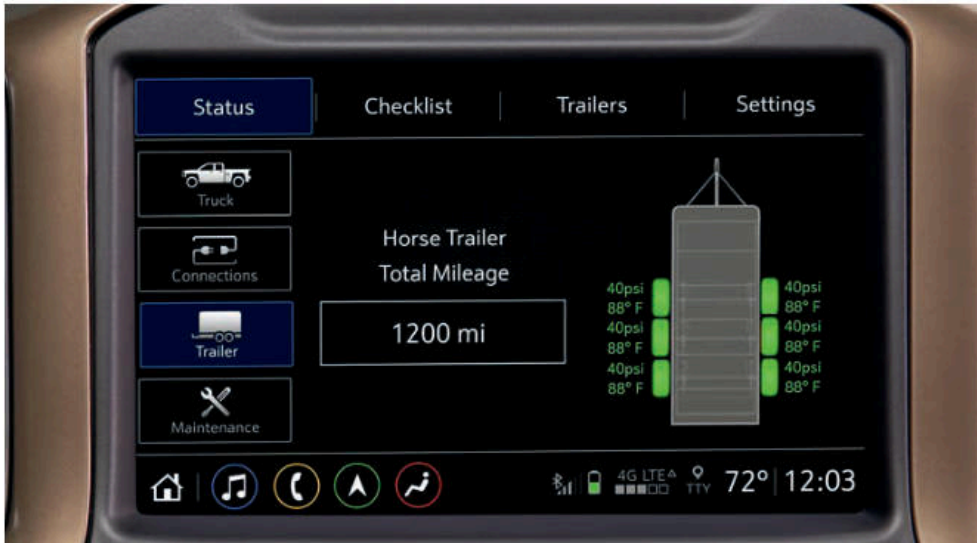 Status
Checklist
Trailers
Settings
Truck
Connections
Trailer
Maintenance
Horse Trailer
Total Mileage
1200 mi
40psi
88° F
40psi
88° F
40psi
88° F
40psi
88° F
40psi
88° F
40psi
88° F
4G LTE
TTY
72°
12:03